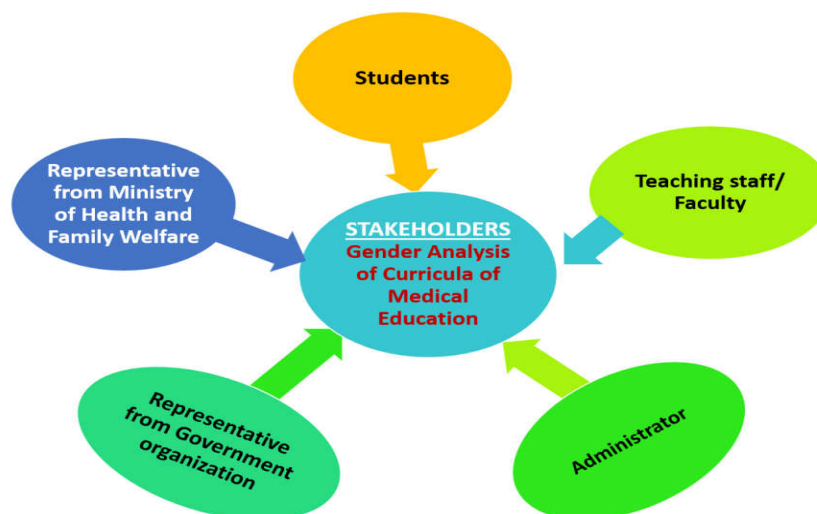 Students
Representative
from Ministry
of Health and
Family Welfare
Teaching staff/
Faculty
STAKEHOLDERS
Gender Analysis
of Curricula of
Medical
Education
Representative
from Government
organization
Administrator